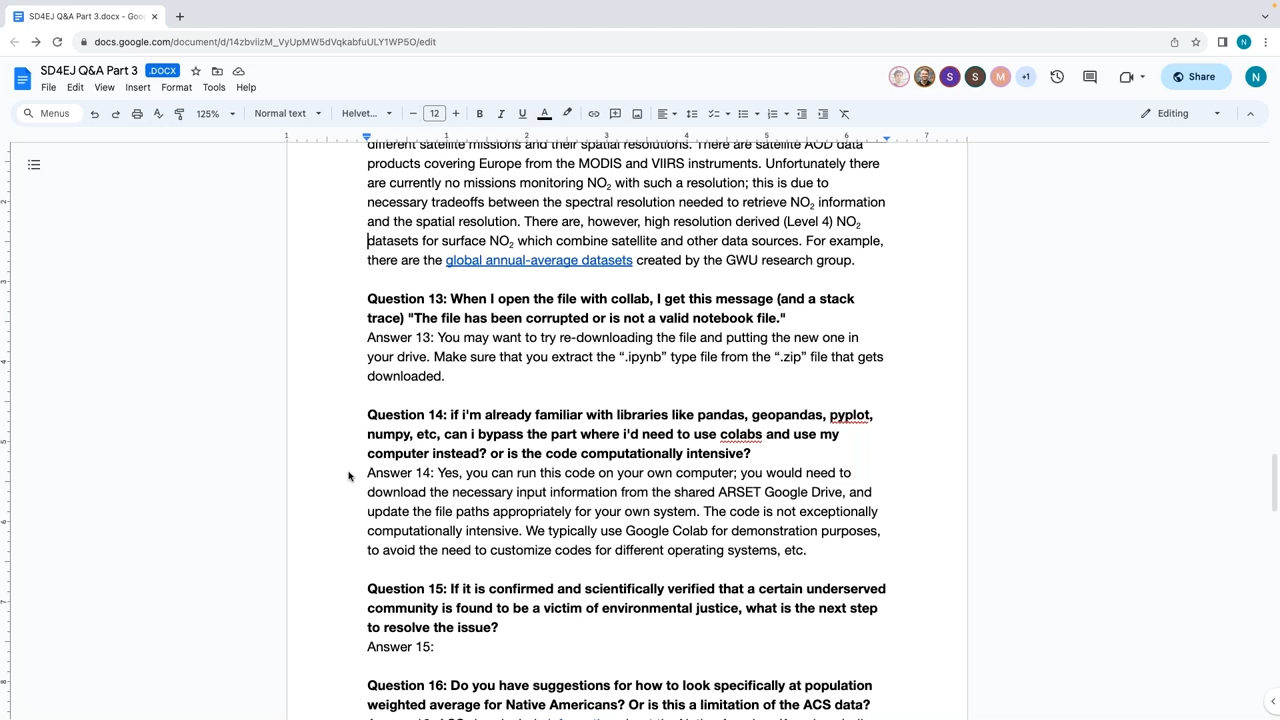 SD4EJ Q&A Part 3.docx - Goo
docs.google.com/document/d/14zbviizM_VyUpMW5dVqkabfuULY1WP5O/edit
N
SD4EJ Q&A Part 3 .DOCX
File Edit View Insert Format Tools Help
S S M +1 Share N
Menus 125% Normal text Helvet... 12 B I U A Editing
1 1 2 3 4 5 6 7
different satellite missions and their spatial resolutions. There are satellite AOD data
products covering Europe from the MODIS and VIIRS instruments. Unfortunately there
are currently no missions monitoring NO₂ with such a resolution; this is due to
necessary tradeoffs between the spectral resolution needed to retrieve NO₂ information
and the spatial resolution. There are, however, high resolution derived (Level 4) NO₂
datasets for surface NO₂ which combine satellite and other data sources. For example,
there are the global annual-average datasets created by the GWU research group.
Question 13: When I open the file with collab, I get this message (and a stack
trace) "The file has been corrupted or is not a valid notebook file."
Answer 13: You may want to try re-downloading the file and putting the new one in
your drive. Make sure that you extract the “.ipynb” type file from the “.zip” file that gets
downloaded.
Question 14: if i'm already familiar with libraries like pandas, geopandas, pyplot,
numpy, etc, can i bypass the part where i'd need to use colabs and use my
computer instead? or is the code computationally intensive?
Answer 14: Yes, you can run this code on your own computer; you would need to
download the necessary input information from the shared ARSET Google Drive, and
update the file paths appropriately for your own system. The code is not exceptionally
computationally intensive. We typically use Google Colab for demonstration purposes,
to avoid the need to customize codes for different operating systems, etc.
Question 15: If it is confirmed and scientifically verified that a certain underserved
community is found to be a victim of environmental justice, what is the next step
to resolve the issue?
Answer 15:
Question 16: Do you have suggestions for how to look specifically at population
weighted average for Native Americans? Or is this a limitation of the ACS data?